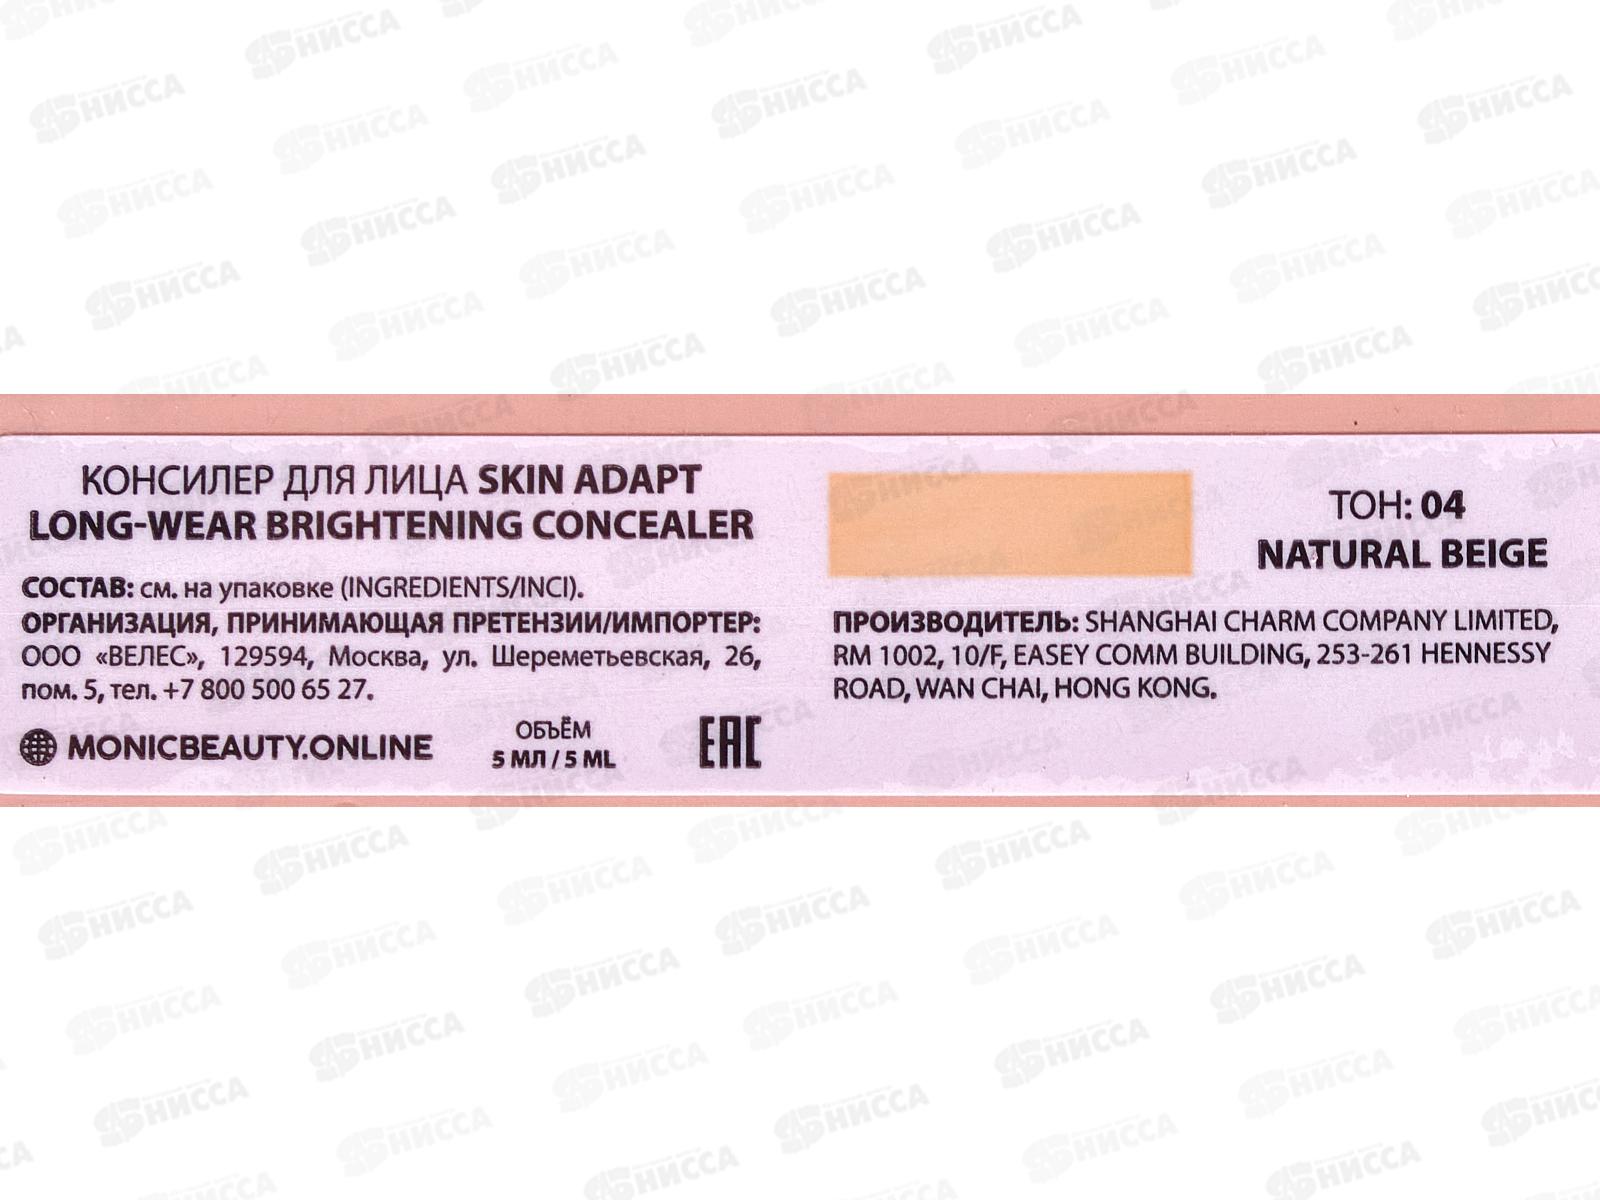 КОНСИЛЕР ДЛЯ ЛИЦА SKIN ADAPT
LONG-WEAR BRIGHTENING CONCEALER
СОСТАВ: см. на упаковке (INGREDIENTS/INCI).
ОРГАНИЗАЦИЯ, ПРИНИМАЮЩАЯ ПРЕТЕНЗИИ/ИМПОРТЕР:
ООО «ВЕЛЕС», 129594, Москва, ул. Шереметьевская, 26,
пом. 5, тел. +7 800 500 65 27.
MONICBEAUTY.ONLINE
ОБЪЁМ
5 МЛ / 5 ML
EAC
ТОН: 04
NATURAL BEIGE
ПРОИЗВОДИТЕЛЬ: SHANGHAI CHARM COMPANY LIMITED,
RM 1002, 10/F, EASEY COMM BUILDING, 253-261 HENNESSY
ROAD, WAN CHAI, HONG KONG.